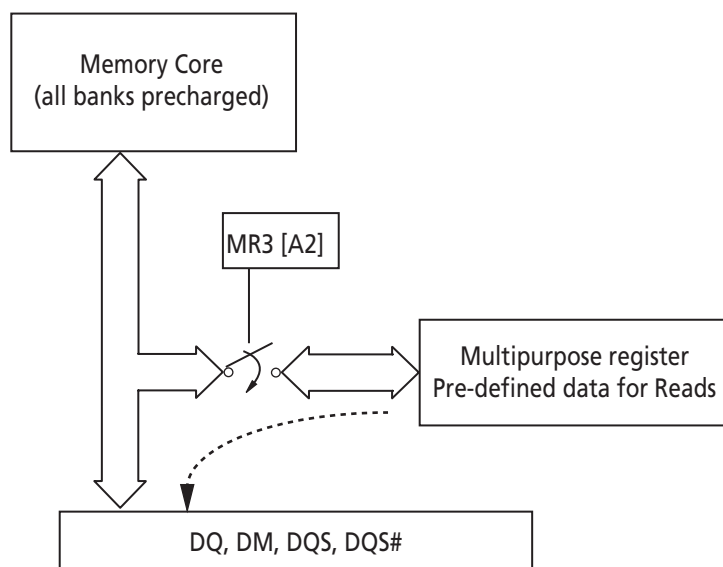 Memory Core
(all banks precharged)
MR3 [A2]
Multipurpose register
Pre-defined data for Reads
DQ, DM, DQS, DQS#